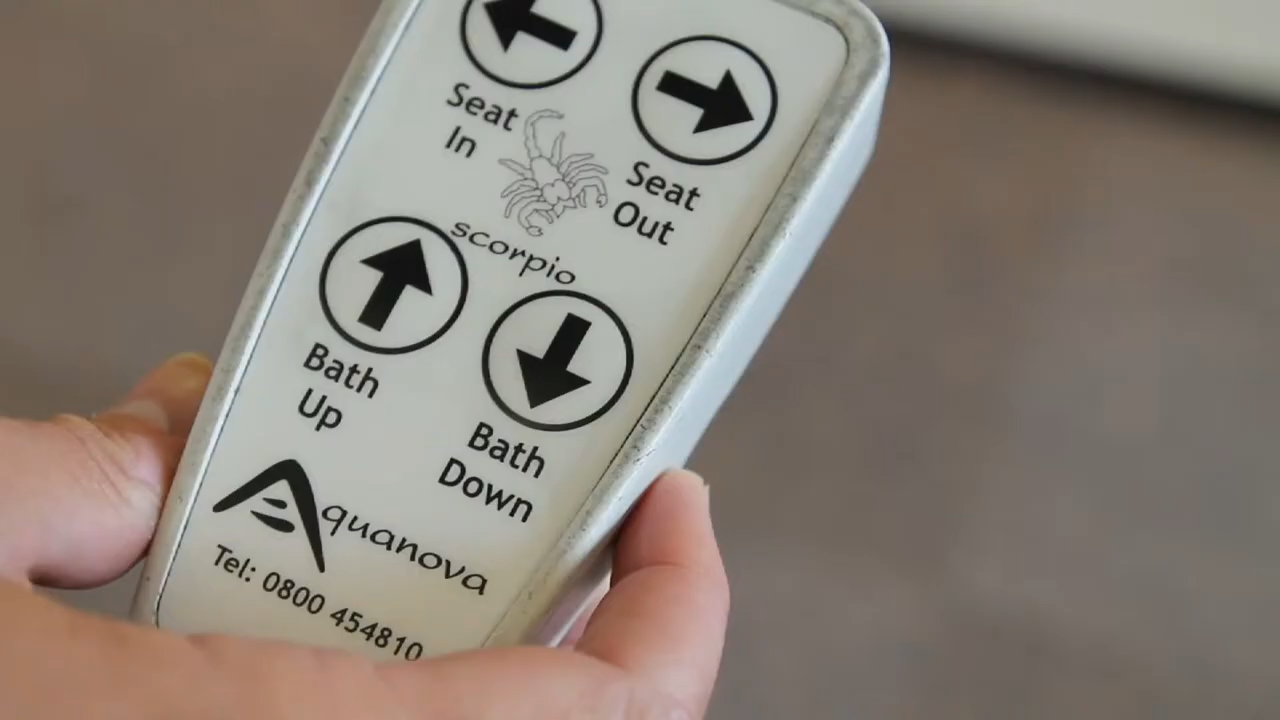 Seat
In
Seat
Out
scorpio
Bath
Up
Bath
Down
Aquanova
Tel: 0800 454810